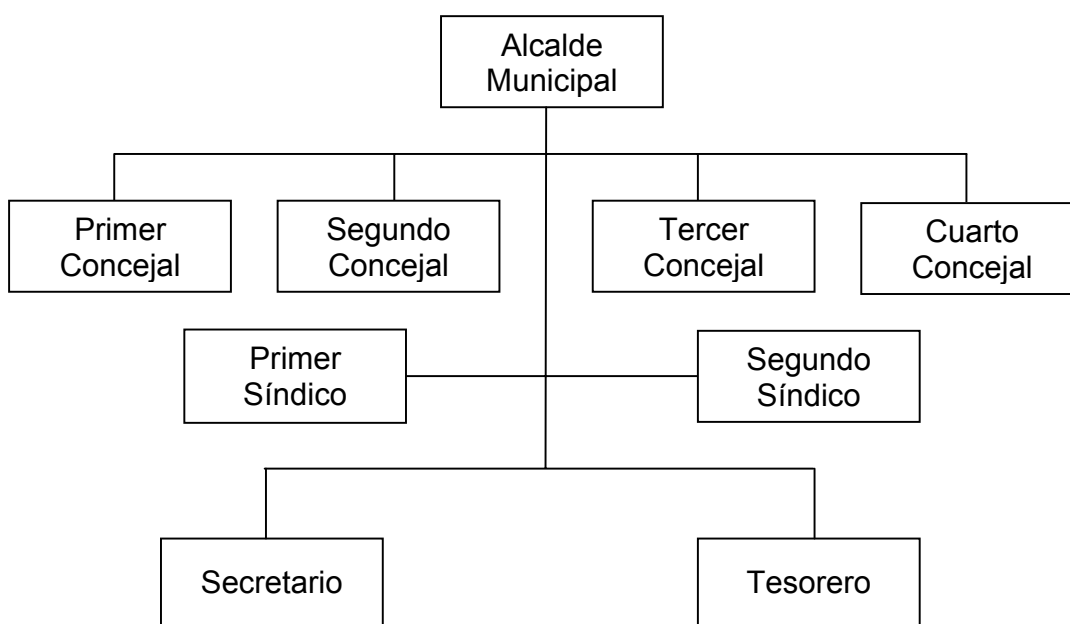 Alcalde
Municipal
Primer
Concejal
Segundo
Concejal
Tercer
Concejal
Cuarto
Concejal
Primer
Síndico
Segundo
Síndico
Secretario
Tesorero